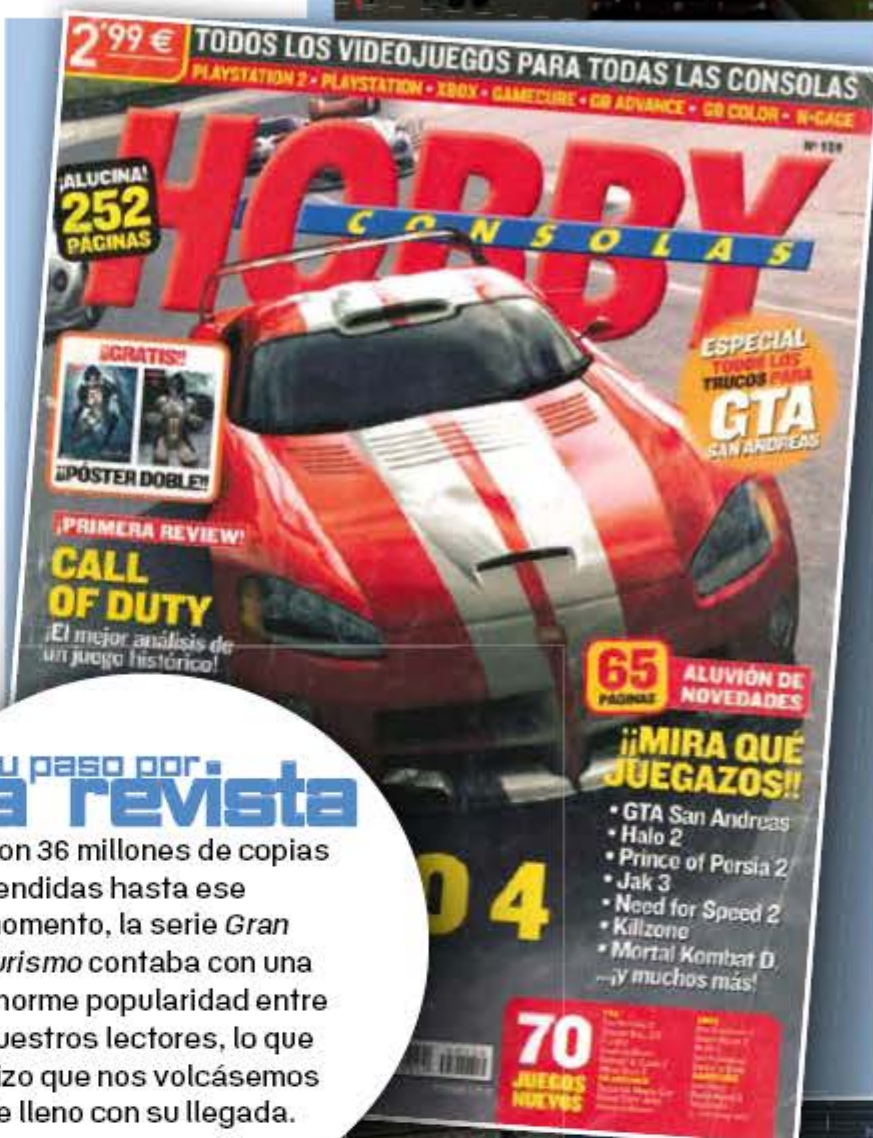 2'99 €
TODOS LOS VIDEOJUEGOS PARA TODAS LAS CONSOLAS
PLAYSTATION 2 • PLAYSTATION • XBOX • GAMECUBE • GB ADVANCE • GB COLOR • N-GAGE
HOBBY
CONSOLAS
¡ALUCINA!
252
PÁGINAS
¡¡GRATIS!!
¡¡PÓSTER DOBLE!!
ESPECIAL
TODOS LOS
TRUCOS PARA
GTA
SAN ANDREAS
¡PRIMERA REVIEW!
CALL
OF DUTY
¡El mejor análisis de
un juego histórico!
65
PÁGINAS
ALUVIÓN DE
NOVEDADES
¡¡MIRA QUÉ
JUEGAZOS!!
• GTA San Andreas
• Halo 2
• Prince of Persia 2
• Jak 3
• Need for Speed 2
• Killzone
• Mortal Kombat D.
...¡y muchos más!
O 4
70
JUEGOS
NUEVOS
u paso por
a revista
on 36 millones de copias
endidas hasta ese
omento, la serie Gran
urismo contaba con una
norme popularidad entre
uestros lectores, lo que
izo que nos volcásemos
e lleno con su llegada.